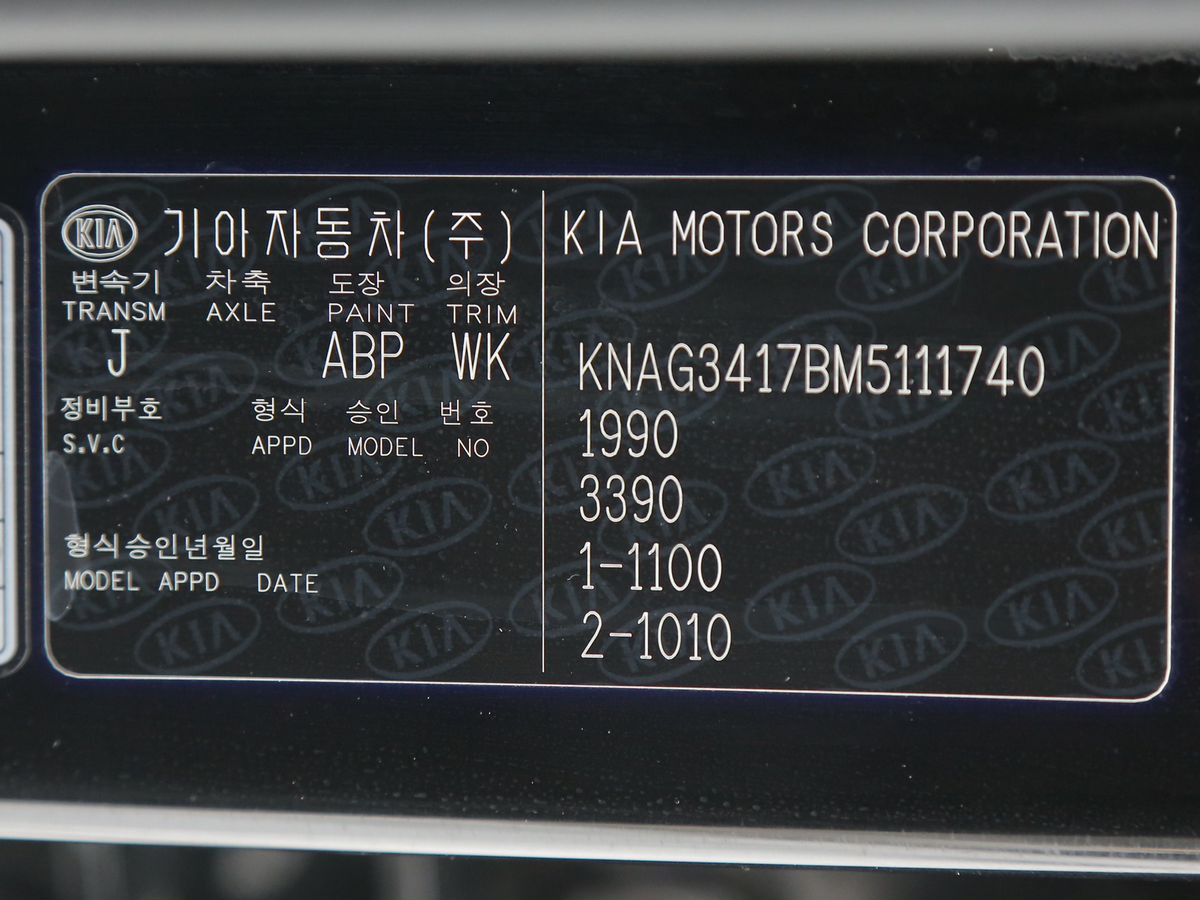 KIA 기아자동차(주) KIA MOTORS CORPORATION
변속기 차축 도장 의장
TRANSM AXLE PAINT TRIM
J ABP WK
KNAG3417BM5111740
정비부호 형식 승인 번호
S.V.C APPD MODEL NO
1990
3390
형식승인년월일
MODEL APPD DATE
1-1100
2-1010